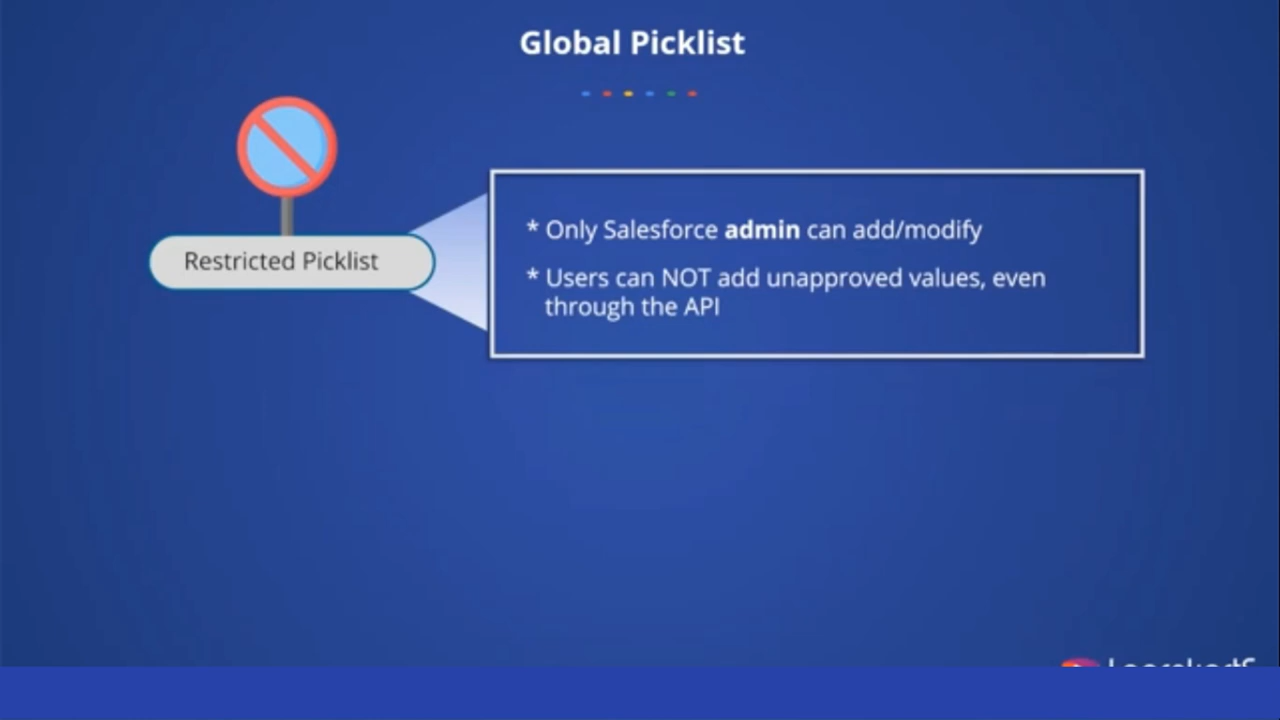 Global Picklist
Restricted Picklist
* Only Salesforce admin can add/modify
* Users can NOT add unapproved values, even
through the API